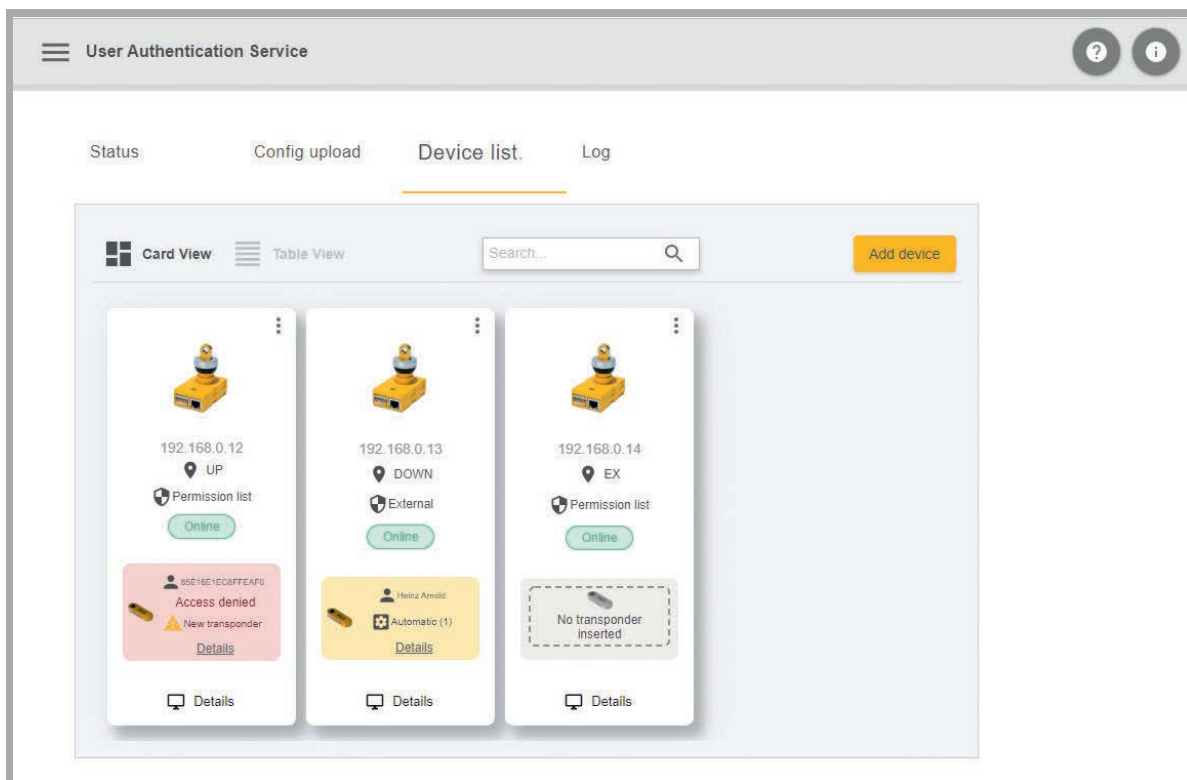 User Authentication Service
Status Config upload Device list. Log
Card View Table View Search... Add device
192.168.0.12
UP
Permission list
Online
Access denied
New transponder
Details
Details
192.168.0.13
DOWN
External
Online
Heinz Arnold
Automatic (1)
Details
Details
192.168.0.14
EX
Permission list
Online
No transponder
inserted
Details